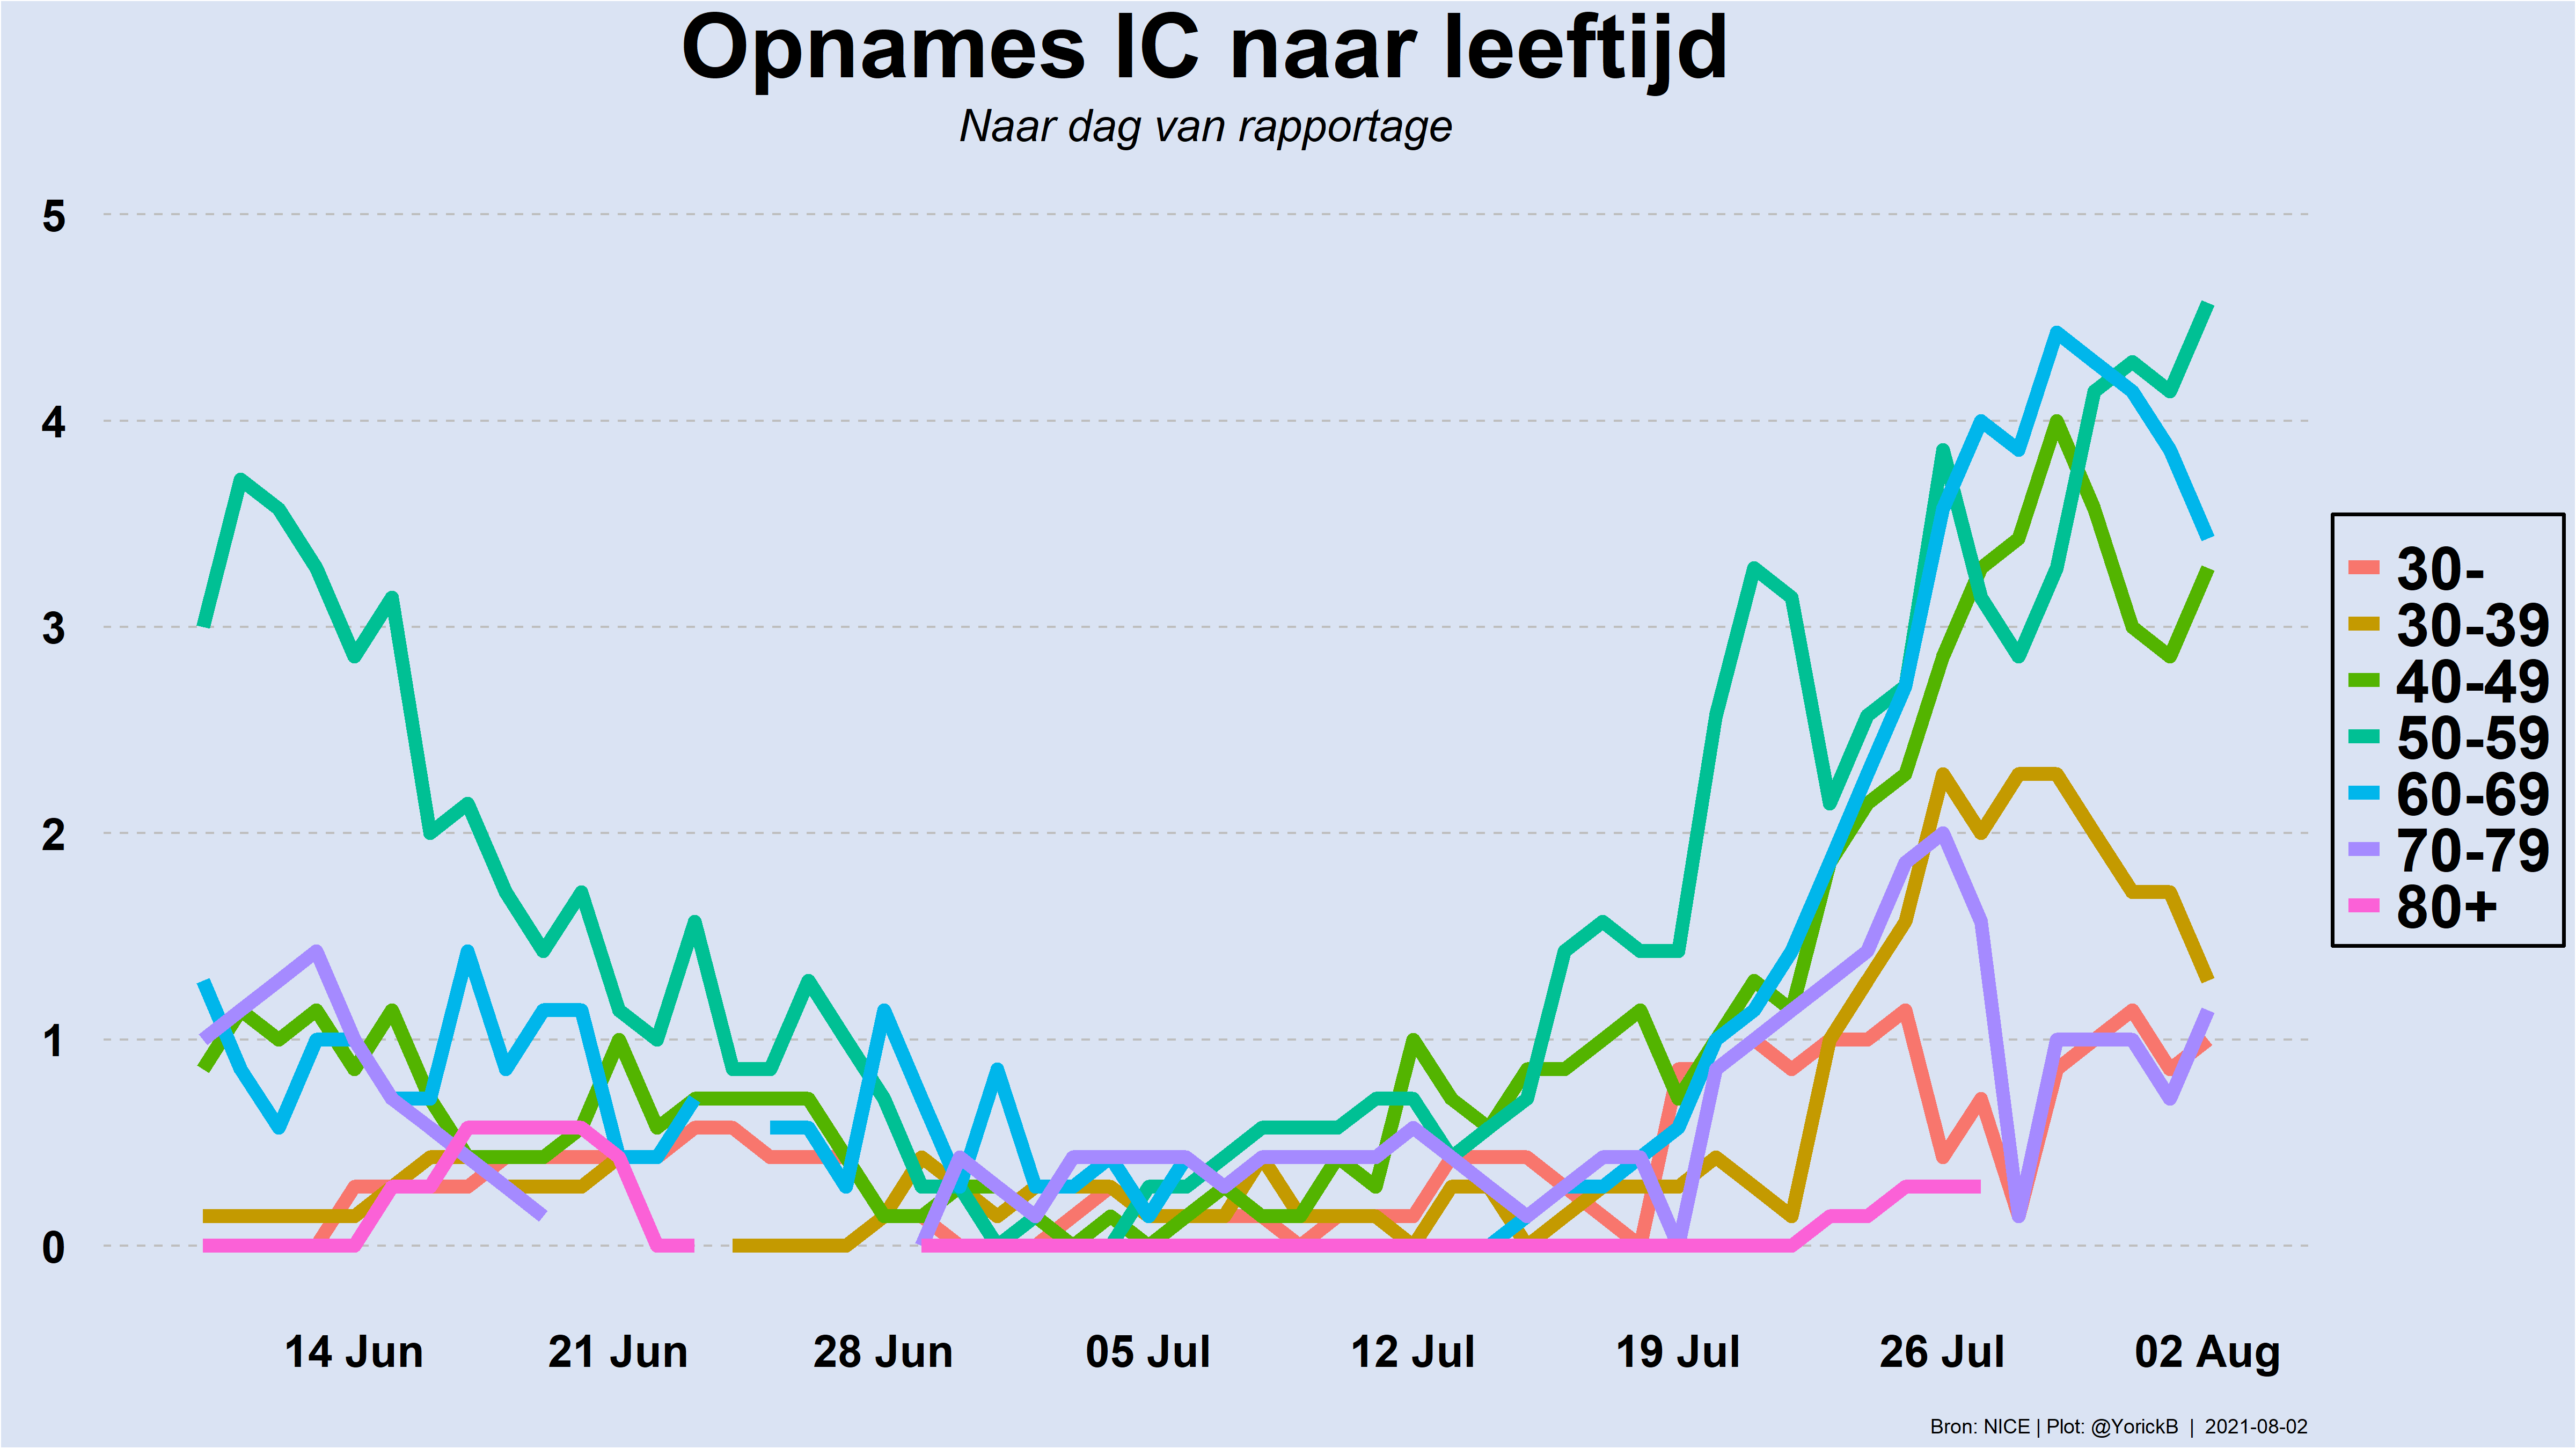 Opnames IC naar leeftijd
Naar dag van rapportage
5
4
3
2
1
0
14 Jun
21 Jun
28 Jun
05 Jul
12 Jul
19 Jul
26 Jul
02 Aug
30-
30-39
40-49
50-59
60-69
70-79
80+
Bron: NICE | Plot: @YorickB | 2021-08-02